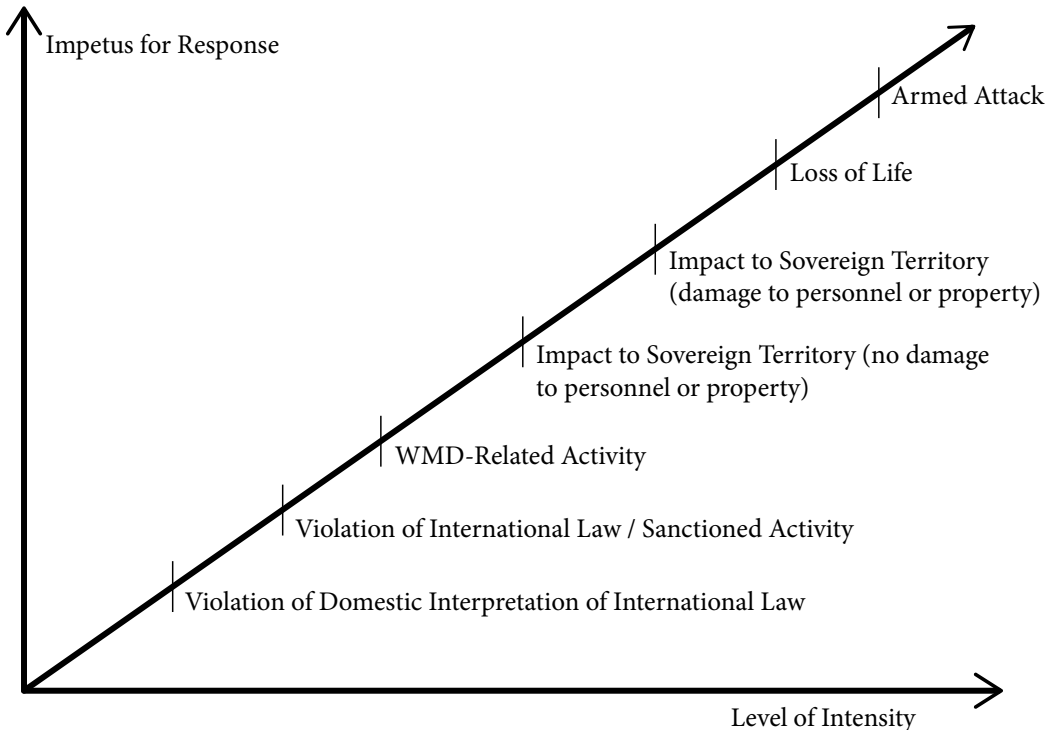 Impetus for Response
Armed Attack
Loss of Life
Impact to Sovereign Territory
(damage to personnel or property)
Impact to Sovereign Territory (no damage
to personnel or property)
WMD-Related Activity
Violation of International Law / Sanctioned Activity
Violation of Domestic Interpretation of International Law
Level of Intensity